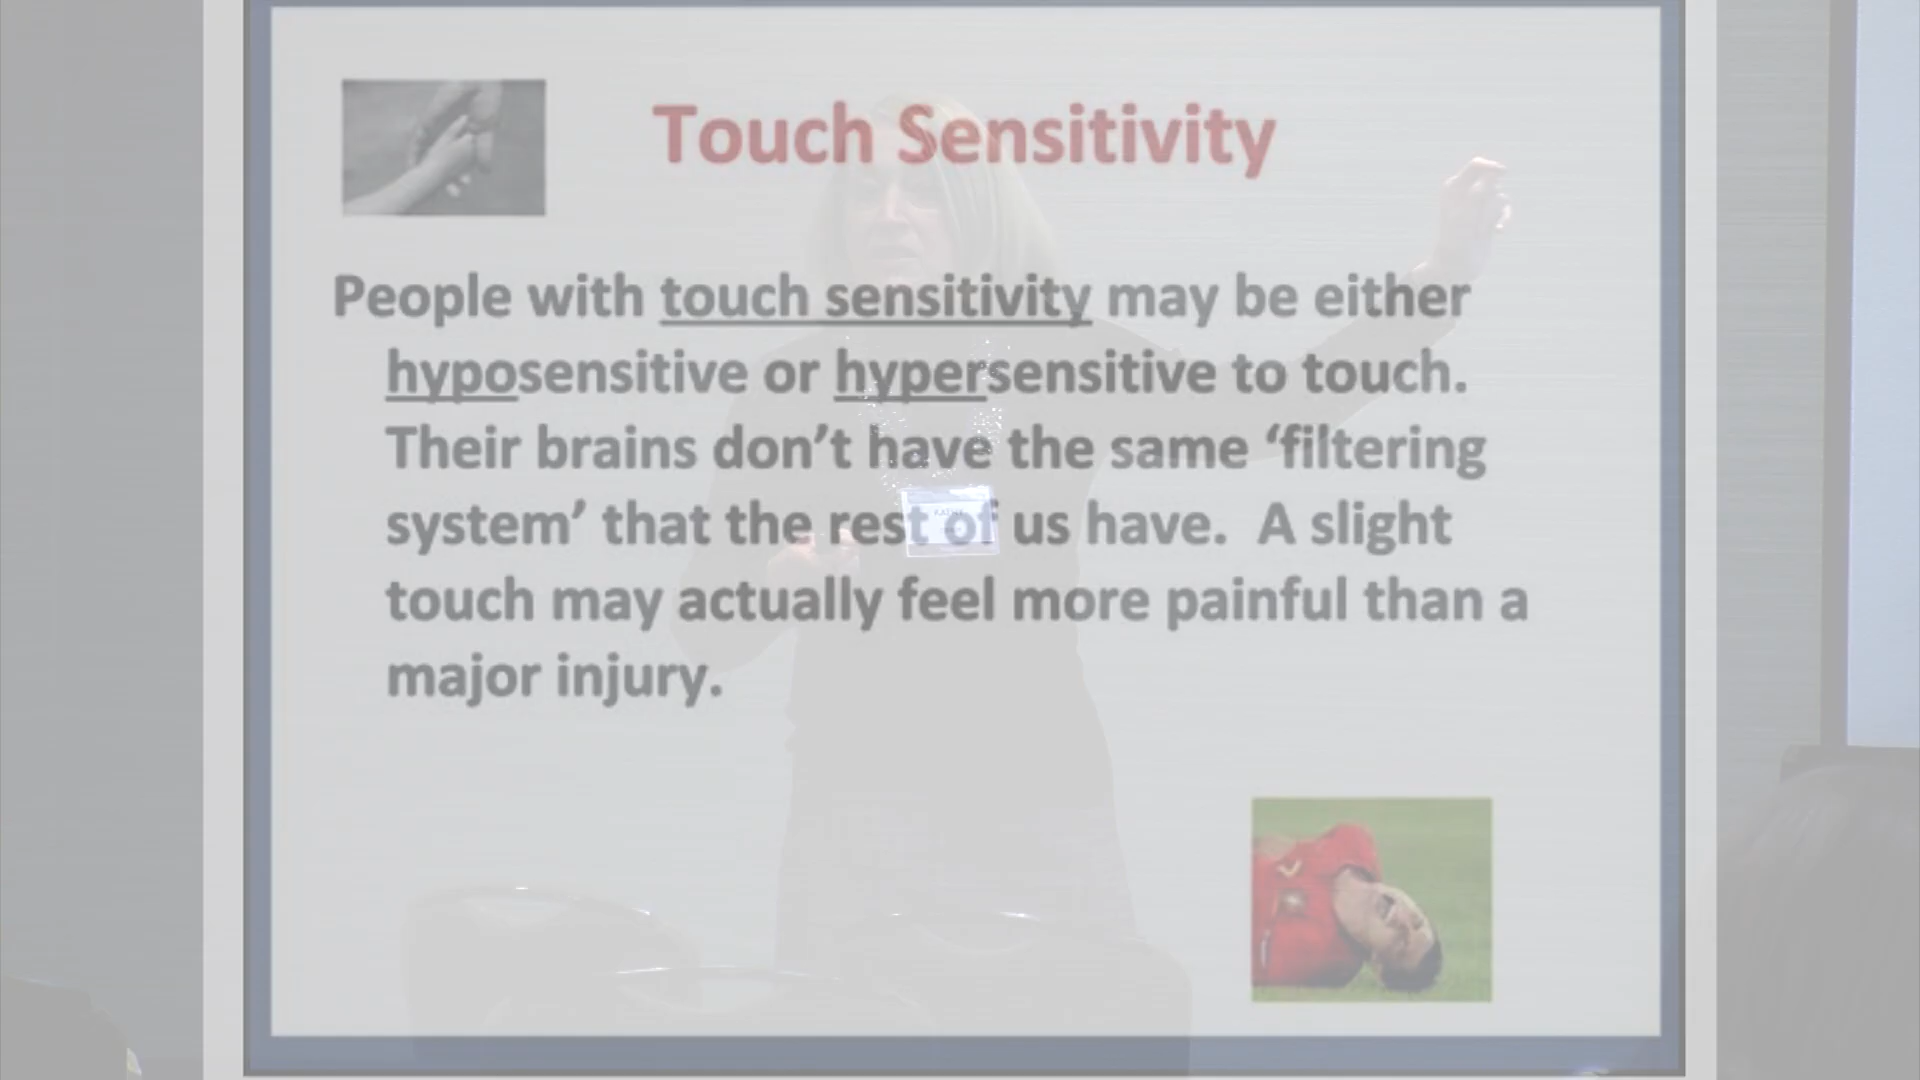 Touch Sensitivity
People with touch sensitivity may be either
hyposensitive or hypersensitive to touch.
Their brains don’t have the same ‘filtering
system’ that the rest of us have. A slight
touch may actually feel more painful than a
major injury.